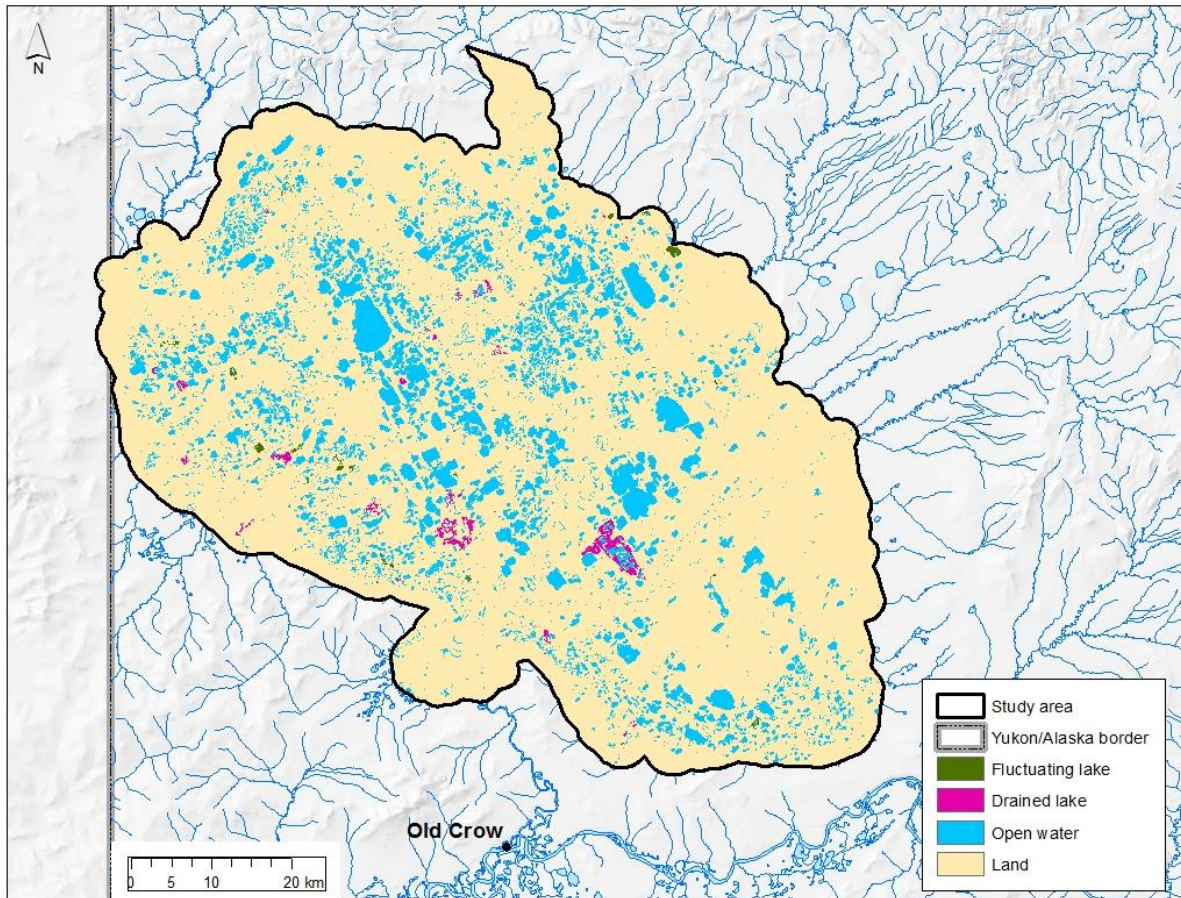 N
Study area
Yukon/Alaska border
Fluctuating lake
Drained lake
Open water
Land
Old Crow
0 5 10 20 km